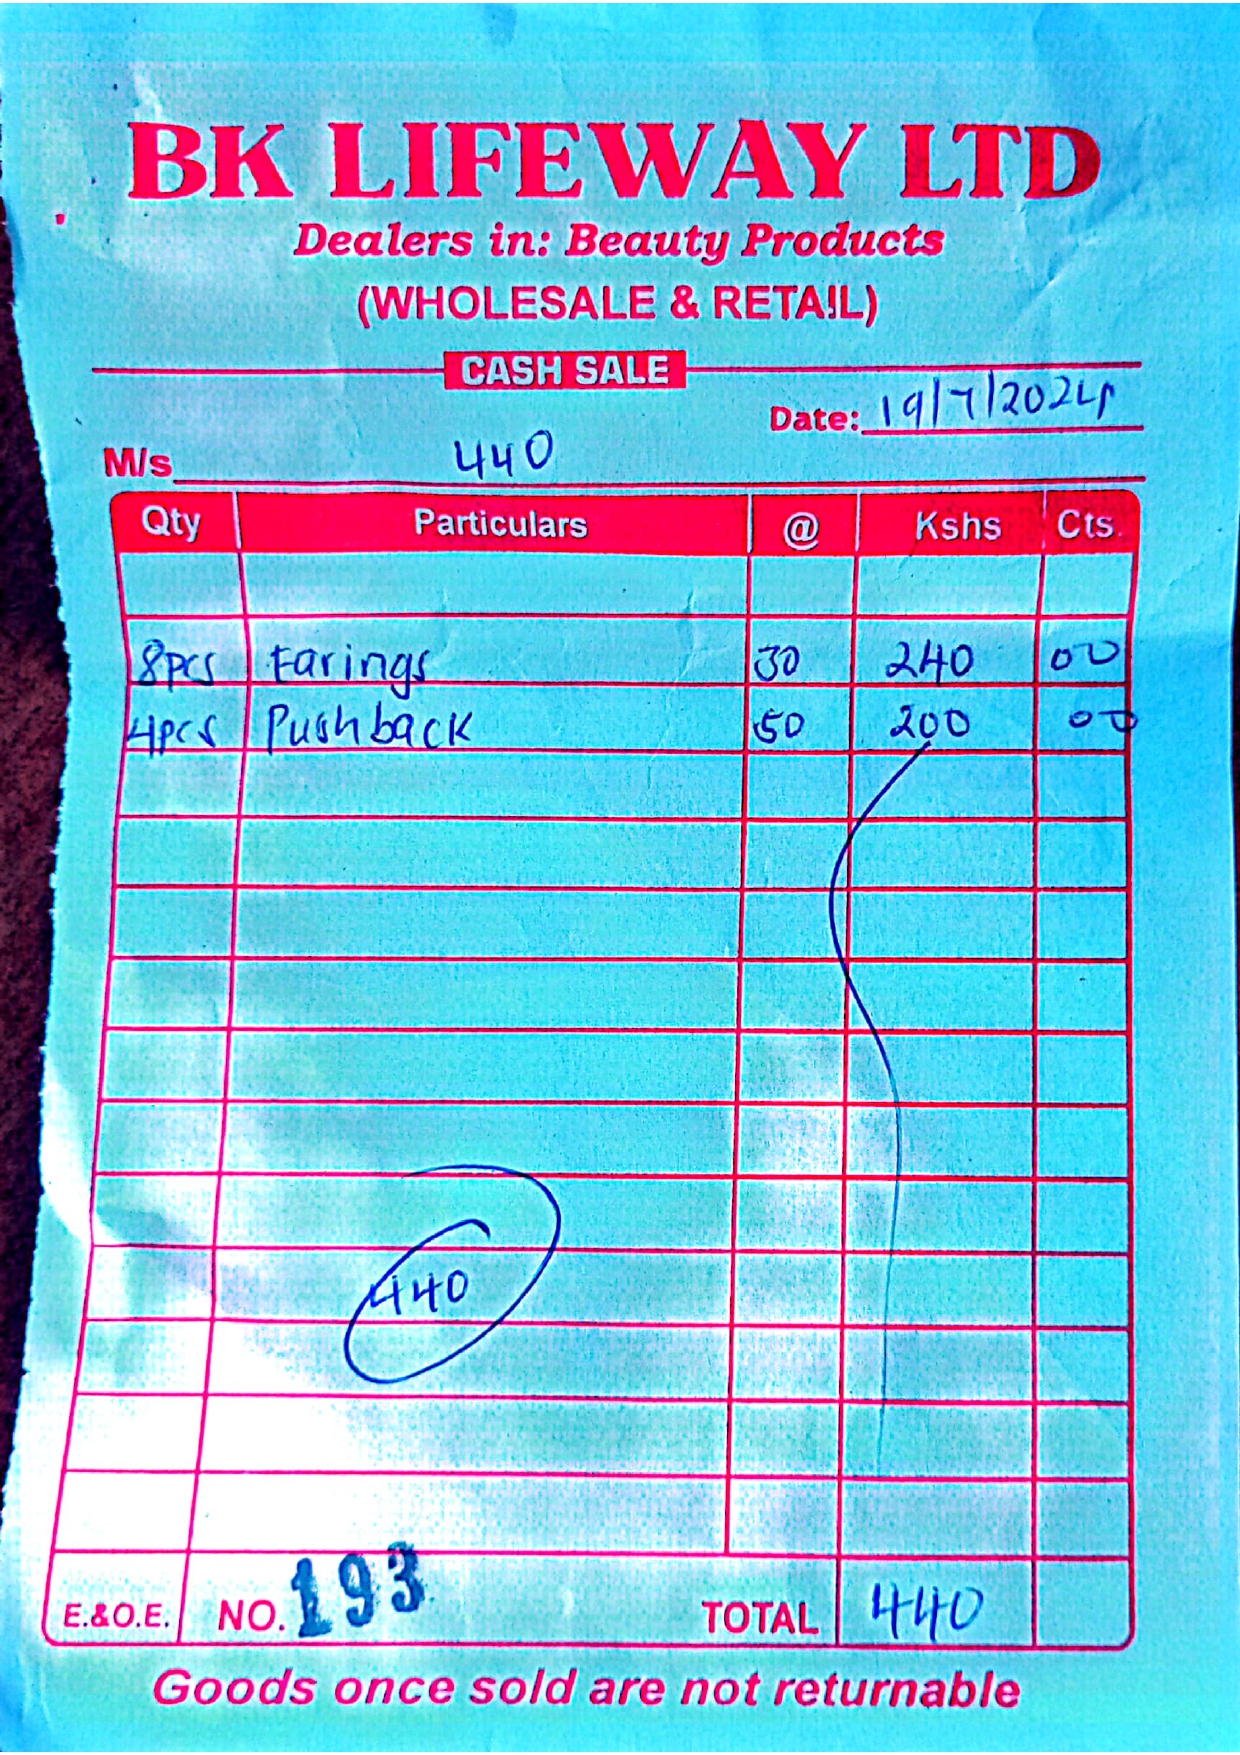 BK LIFEWAY LTD
Dealers in: Beauty Products
(WHOLESALE & RETAIL)
CASH SALE
Date: 19/7/2024
M/s 440
Qty Particulars @ Kshs Cts.
8pcs Earings 30 240 00
4pcs Pushback 50 200 00
440
E.&O.E. NO. 193 TOTAL 440
Goods once sold are not returnable